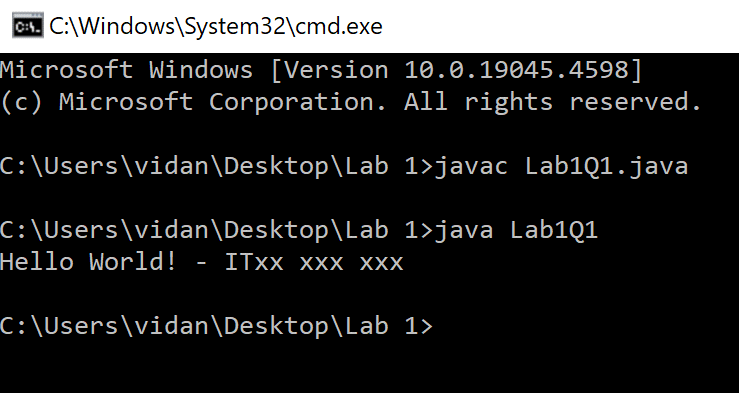 C:\Windows\System32\cmd.exe
Microsoft Windows [Version 10.0.19045.4598]
(c) Microsoft Corporation. All rights reserved.
C:\Users\vidan\Desktop\Lab 1>javac Lab1Q1.java
C:\Users\vidan\Desktop\Lab 1>java Lab1Q1
Hello World! - ITxx xxx xxx
C:\Users\vidan\Desktop\Lab 1>